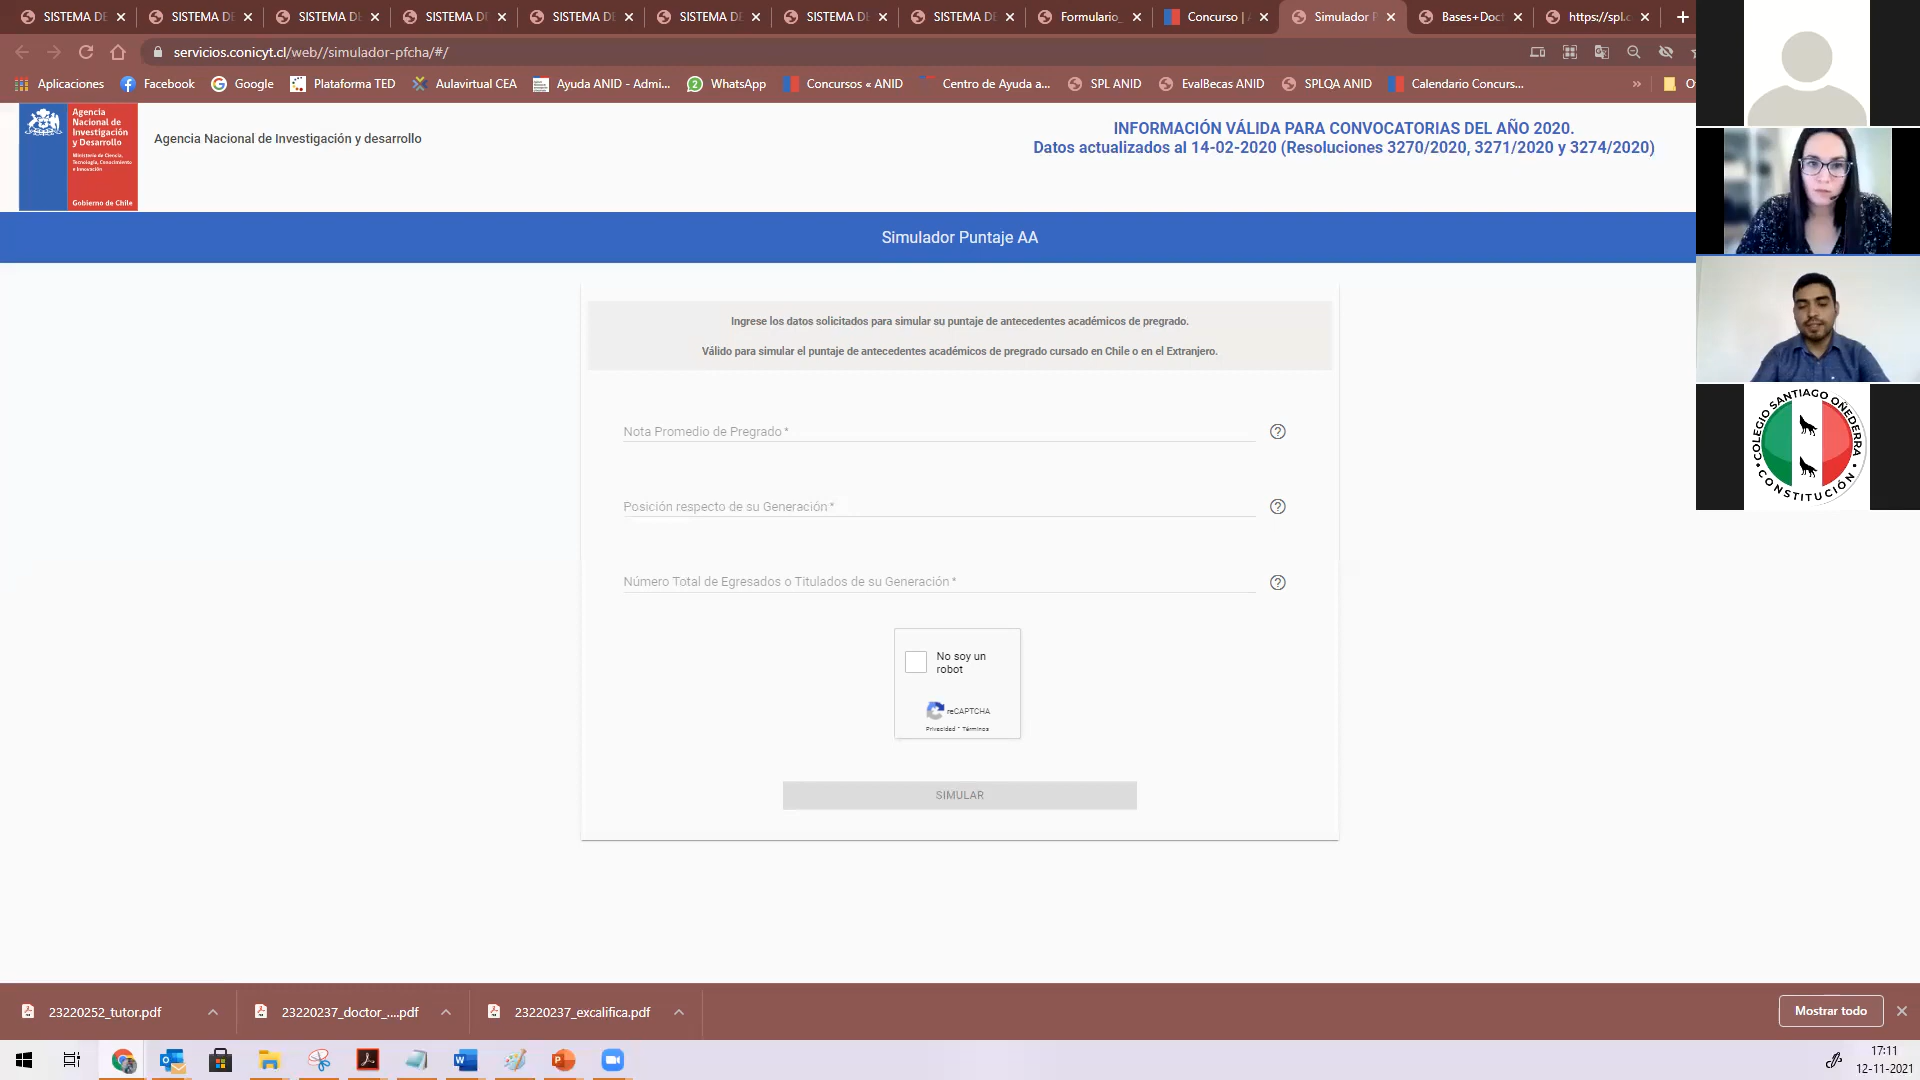 SISTEMA DE
SISTEMA DE
SISTEMA DE
SISTEMA DE
SISTEMA DE
SISTEMA DE
SISTEMA DE
SISTEMA DE
Formulario_
Concurso |
Simulador P
Bases+Doct
https://spl.c
servicios.conicyt.cl/web//simulador-pfcha/#/
Aplicaciones
Facebook
Google
Plataforma TED
Aulavirtual CEA
Ayuda ANID - Admi...
WhatsApp
Concursos « ANID
Centro de Ayuda a...
SPL ANID
EvalBecas ANID
SPLQA ANID
Calendario Concurs...
»
Agencia
Nacional de
Investigación
y Desarrollo
Ministerio de Ciencia,
Tecnología, Conocimiento
e Innovación
Gobierno de Chile
Agencia Nacional de Investigación y desarrollo
INFORMACIÓN VÁLIDA PARA CONVOCATORIAS DEL AÑO 2020.
Datos actualizados al 14-02-2020 (Resoluciones 3270/2020, 3271/2020 y 3274/2020)
Simulador Puntaje AA
Ingrese los datos solicitados para simular su puntaje de antecedentes académicos de pregrado.
Válido para simular el puntaje de antecedentes académicos de pregrado cursado en Chile o en el Extranjero.
Nota Promedio de Pregrado *
Posición respecto de su Generación *
Número Total de Egresados o Titulados de su Generación *
No soy un
robot
reCAPTCHA
Privacidad - Términos
SIMULAR
COLEGIO SANTIAGO OÑEDERRA
• CONSTITUCIÓN •
23220252_tutor.pdf
23220237_doctor_....pdf
23220237_excalifica.pdf
Mostrar todo
17:11
12-11-2021